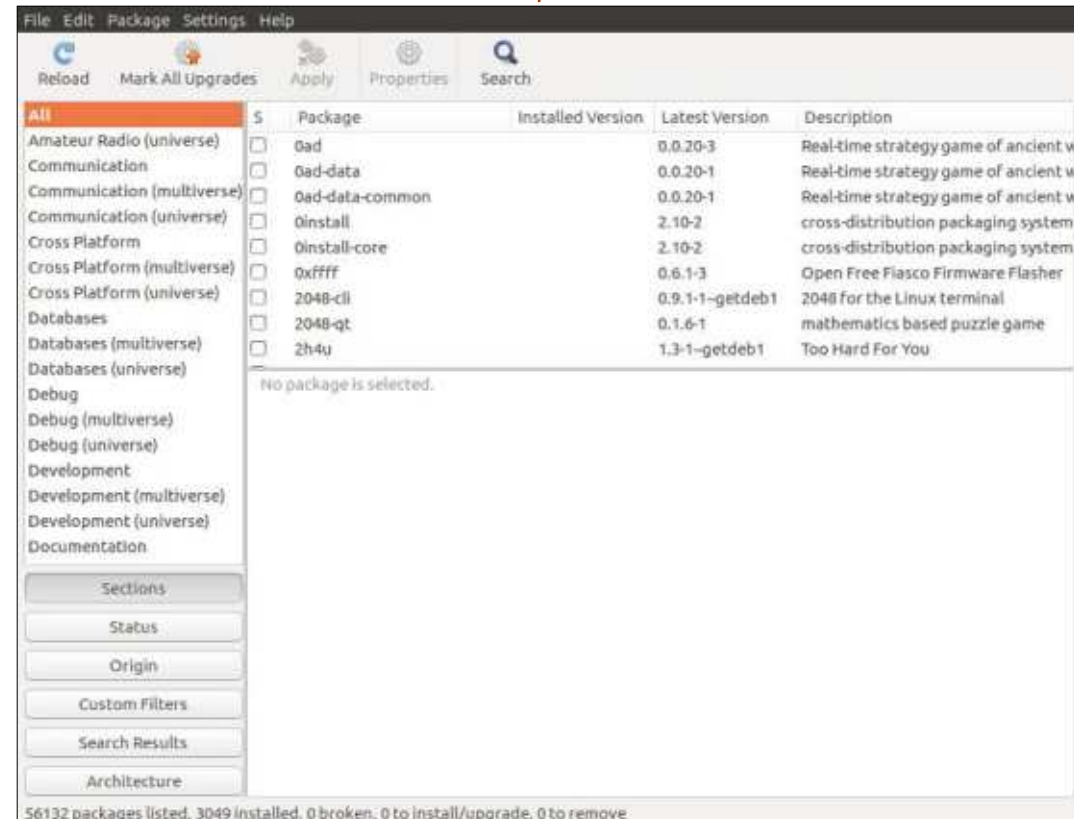 File Edit Package Settings Help
Reload Mark All Upgrades Apply Properties Search
All
Amateur Radio (universe)
Communication
Communication (multiverse)
Communication (universe)
Cross Platform
Cross Platform (multiverse)
Cross Platform (universe)
Databases
Databases (multiverse)
Databases (universe)
Debug
Debug (multiverse)
Debug (universe)
Development
Development (multiverse)
Development (universe)
Documentation
Sections
Status
Origin
Custom Filters
Search Results
Architecture
S Package Installed Version Latest Version Description
0ad 0.0.20-3 Real-time strategy game of ancient w
0ad-data 0.0.20-1 Real-time strategy game of ancient w
0ad-data-common 0.0.20-1 Real-time strategy game of ancient w
0install 2.10-2 cross-distribution packaging system
0install-core 2.10-2 cross-distribution packaging system
0xffff 0.6.1-3 Open Free Fiasco Firmware Flasher
2048-cli 0.9.1-1~getdeb1 2048 for the Linux terminal
2048-qt 0.1.6-1 mathematics based puzzle game
2h4u 1.3-1~getdeb1 Too Hard For You
No package is selected.
56132 packages listed, 3049 installed, 0 broken, 0 to install/upgrade, 0 to remove